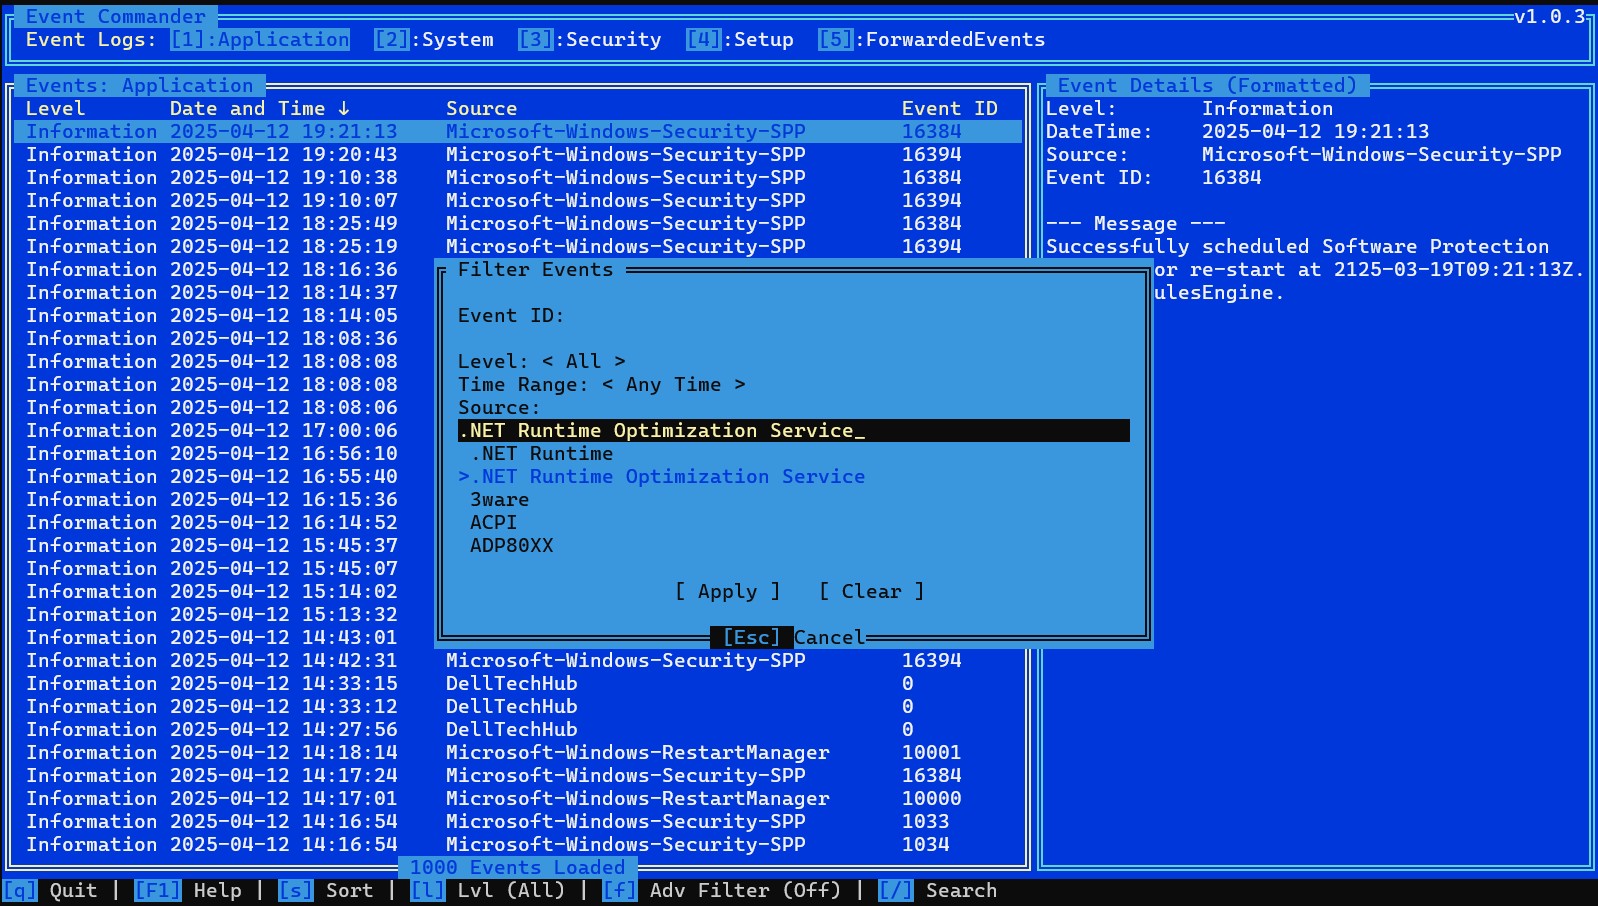 Event Commander v1.0.3
Event Logs: [1]:Application [2]:System [3]:Security [4]:Setup [5]:ForwardedEvents
Events: Application
Level Date and Time ↓ Source Event ID
Information 2025-04-12 19:21:13 Microsoft-Windows-Security-SPP 16384
Information 2025-04-12 19:20:43 Microsoft-Windows-Security-SPP 16394
Information 2025-04-12 19:10:38 Microsoft-Windows-Security-SPP 16384
Information 2025-04-12 19:10:07 Microsoft-Windows-Security-SPP 16394
Information 2025-04-12 18:25:49 Microsoft-Windows-Security-SPP 16384
Information 2025-04-12 18:25:19 Microsoft-Windows-Security-SPP 16394
Information 2025-04-12 18:16:36
Information 2025-04-12 18:14:37
Information 2025-04-12 18:14:05
Information 2025-04-12 18:08:36
Information 2025-04-12 18:08:08
Information 2025-04-12 18:08:08
Information 2025-04-12 18:08:06
Information 2025-04-12 17:00:06
Information 2025-04-12 16:56:10
Information 2025-04-12 16:55:40
Information 2025-04-12 16:15:36
Information 2025-04-12 16:14:52
Information 2025-04-12 15:45:37
Information 2025-04-12 15:45:07
Information 2025-04-12 15:14:02
Information 2025-04-12 15:13:32
Information 2025-04-12 14:43:01
Information 2025-04-12 14:42:31 Microsoft-Windows-Security-SPP 16394
Information 2025-04-12 14:33:15 DellTechHub 0
Information 2025-04-12 14:33:12 DellTechHub 0
Information 2025-04-12 14:27:56 DellTechHub 0
Information 2025-04-12 14:18:14 Microsoft-Windows-RestartManager 10001
Information 2025-04-12 14:17:24 Microsoft-Windows-Security-SPP 16384
Information 2025-04-12 14:17:01 Microsoft-Windows-RestartManager 10000
Information 2025-04-12 14:16:54 Microsoft-Windows-Security-SPP 1033
Information 2025-04-12 14:16:54 Microsoft-Windows-Security-SPP 1034
1000 Events Loaded
Filter Events
Event ID:
Level: < All >
Time Range: < Any Time >
Source:
.NET Runtime Optimization Service_
.NET Runtime
>.NET Runtime Optimization Service
3ware
ACPI
ADP80XX
[ Apply ] [ Clear ]
[Esc] Cancel
Event Details (Formatted)
Level: Information
DateTime: 2025-04-12 19:21:13
Source: Microsoft-Windows-Security-SPP
Event ID: 16384
--- Message ---
Successfully scheduled Software Protection
or re-start at 2125-03-19T09:21:13Z.
ulesEngine.
[q] Quit | [F1] Help | [s] Sort | [l] Lvl (All) | [f] Adv Filter (Off) | [/] Search